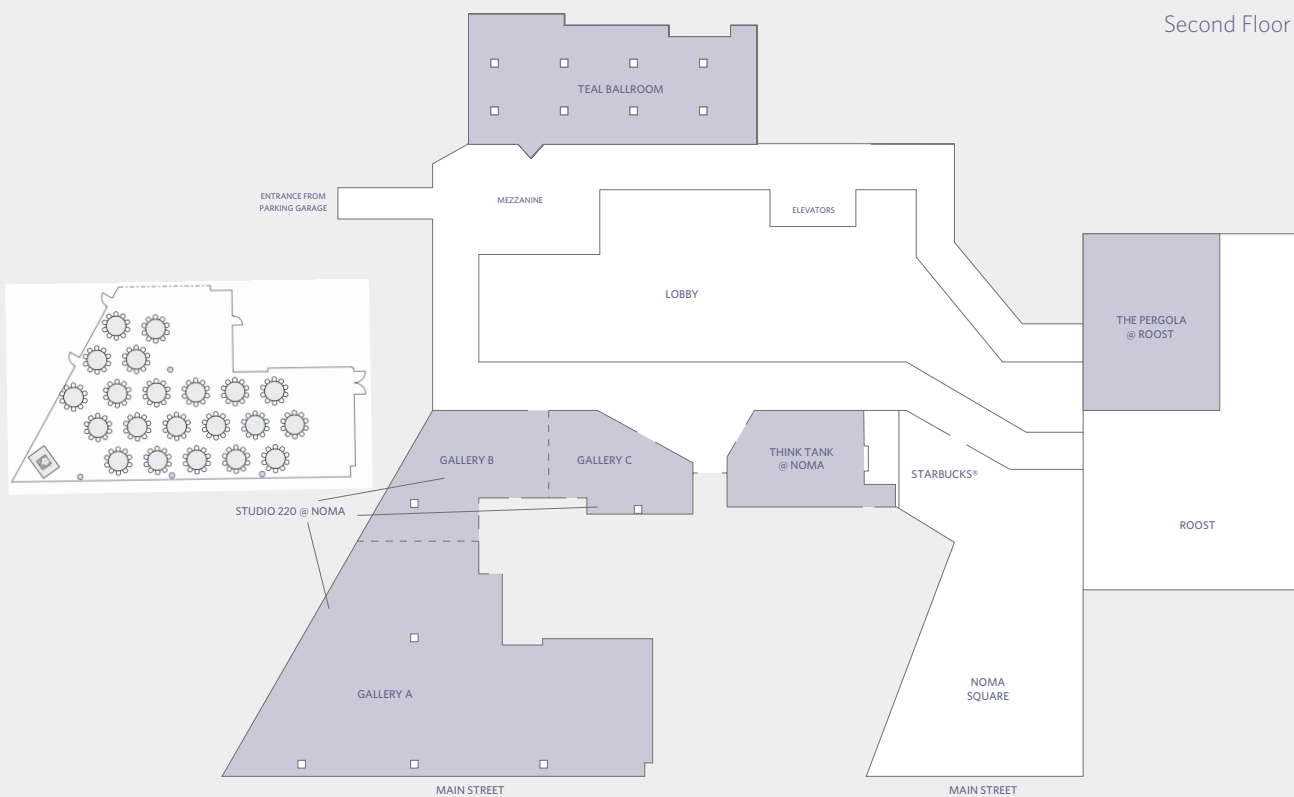 Second Floor
TEAL BALLROOM
ENTRANCE FROM
PARKING GARAGE
MEZZANINE
ELEVATORS
LOBBY
THE PERGOLA
@ ROOST
GALLERY B
GALLERY C
THINK TANK
@ NOMA
STARBUCKS®
STUDIO 220 @ NOMA
ROOST
GALLERY A
NOMA
SQUARE
MAIN STREET
MAIN STREET